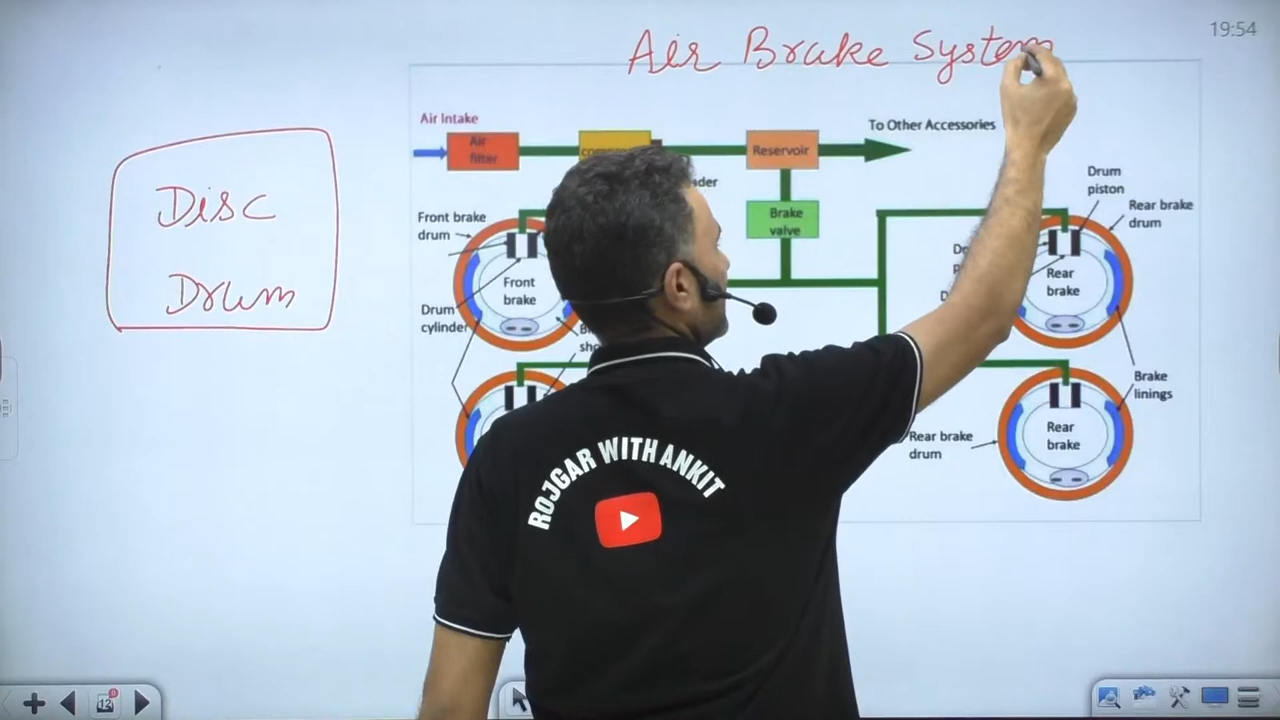 Air Brake System
19:54
Air Intake
Air filter
Reservoir
To Other Accessories
Brake valve
Disc
Drum
Front brake drum
Front brake
Drum cylinder
Drum piston
Rear brake drum
Rear brake
Brake linings
Rear brake drum
Rear brake
ROJGAR WITH ANKIT
12